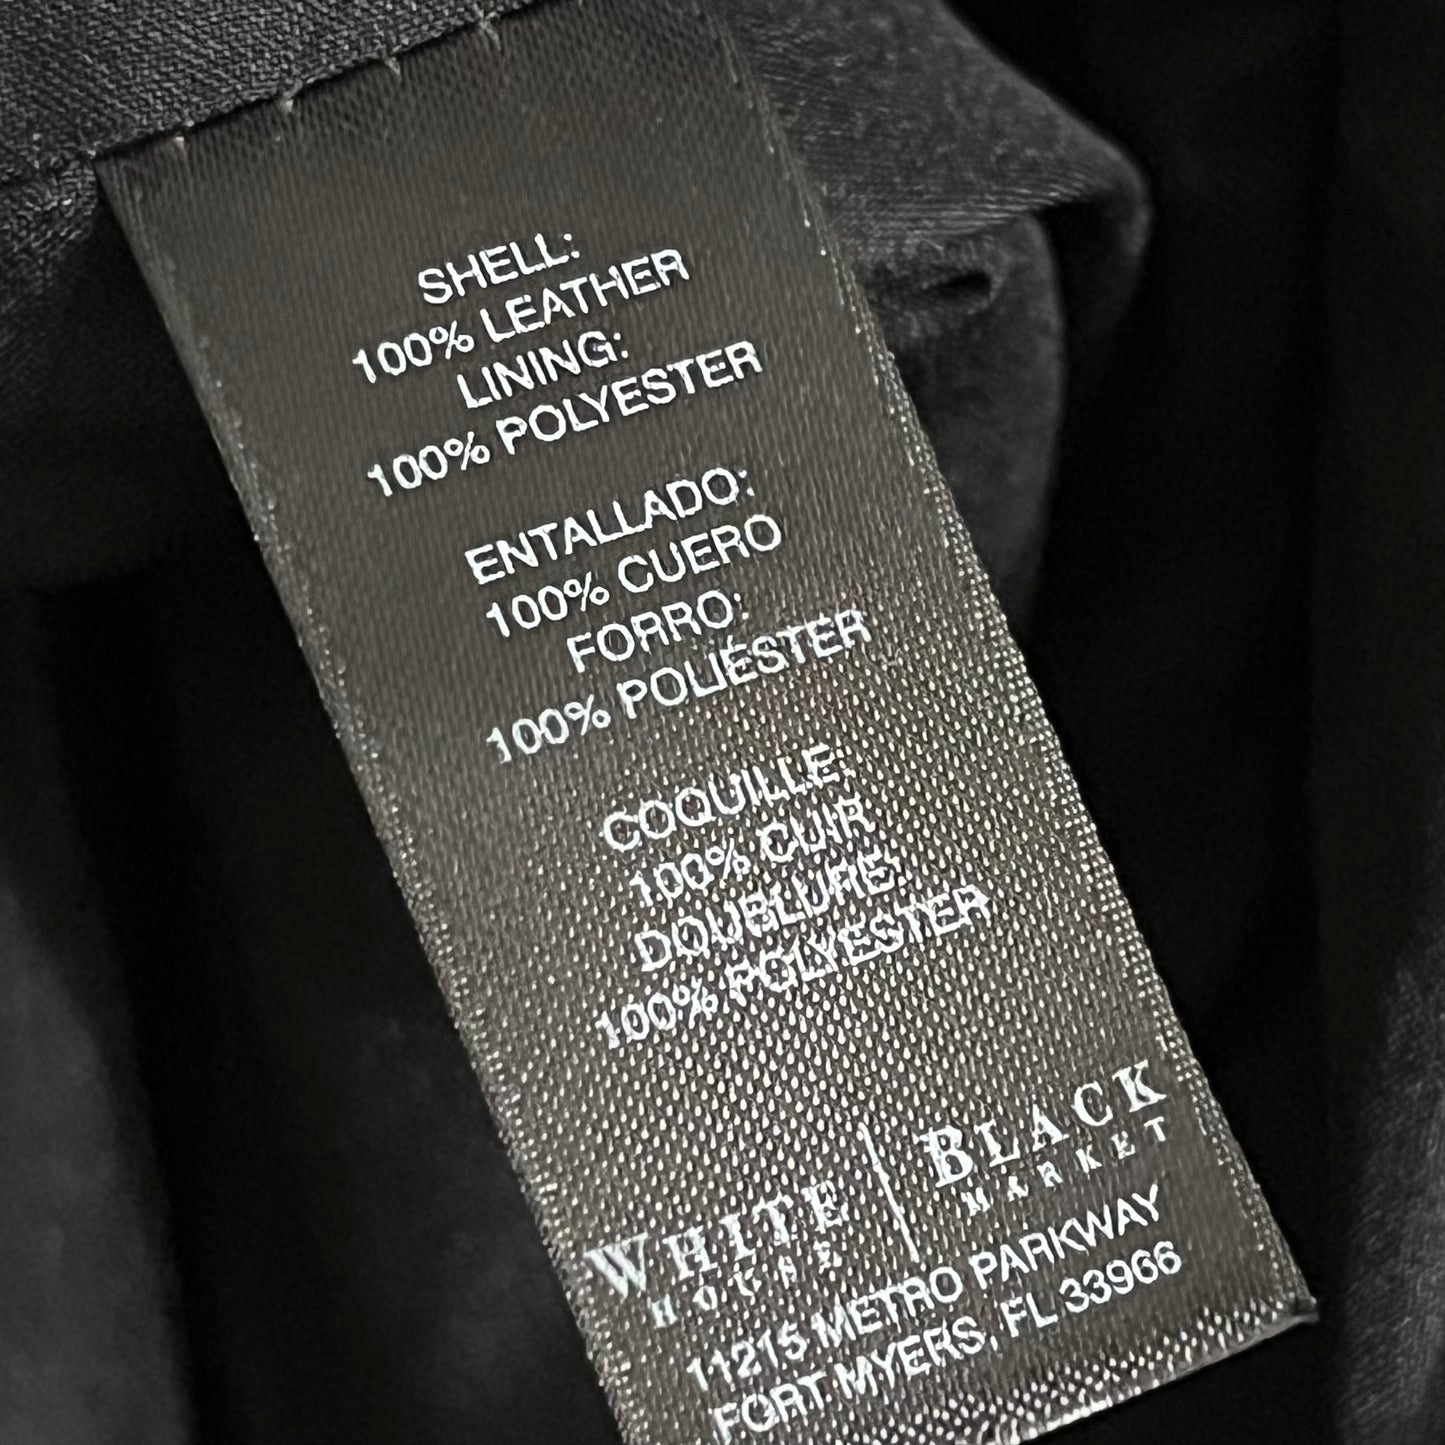 SHELL:
100% LEATHER
LINING:
100% POLYESTER
ENTALLADO:
100% CUERO
FORRO:
100% POLIÉSTER
COQUILLE:
100% CUIR
DOUBLURE:
100% POLYESTER
WHITE HOUSE | BLACK MARKET
11215 METRO PARKWAY
FORT MYERS, FL 33966